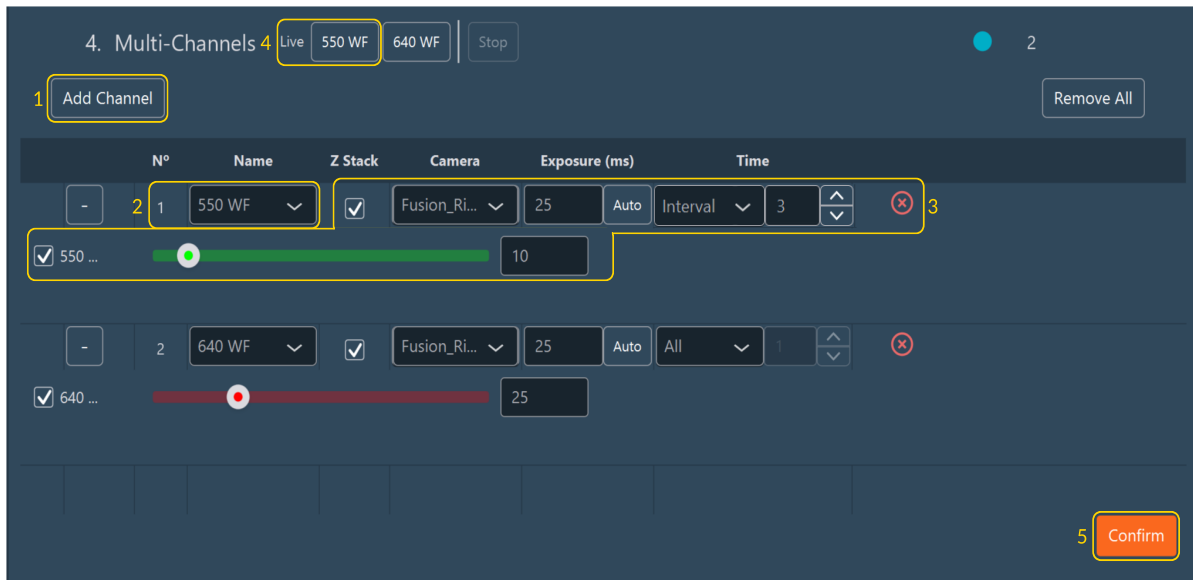 4. Multi-Channels 4 Live 550 WF 640 WF Stop 2
1 Add Channel Remove All
Nº Name Z Stack Camera Exposure (ms) Time
- 2 1 550 WF Fusion_Ri... 25 Auto Interval 3 3
550 ... 10
- 2 640 WF Fusion_Ri... 25 Auto All 1
640 ... 25
5 Confirm